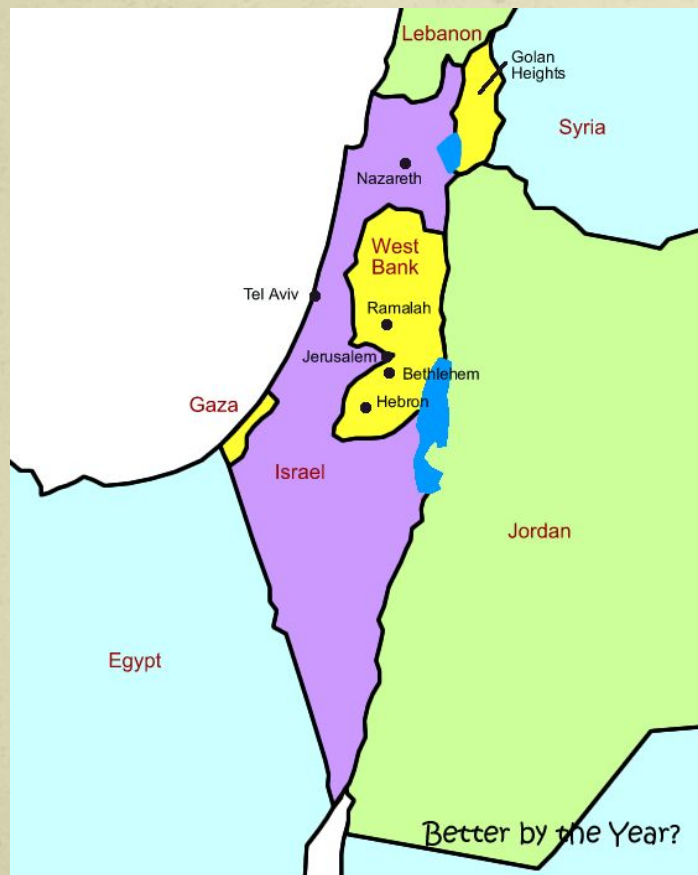 Lebanon
Golan
Heights
Syria
Nazareth
West
Bank
Tel Aviv
Ramalah
Jerusalem
Bethlehem
Gaza
Hebron
Israel
Jordan
Egypt
Better by the Year?